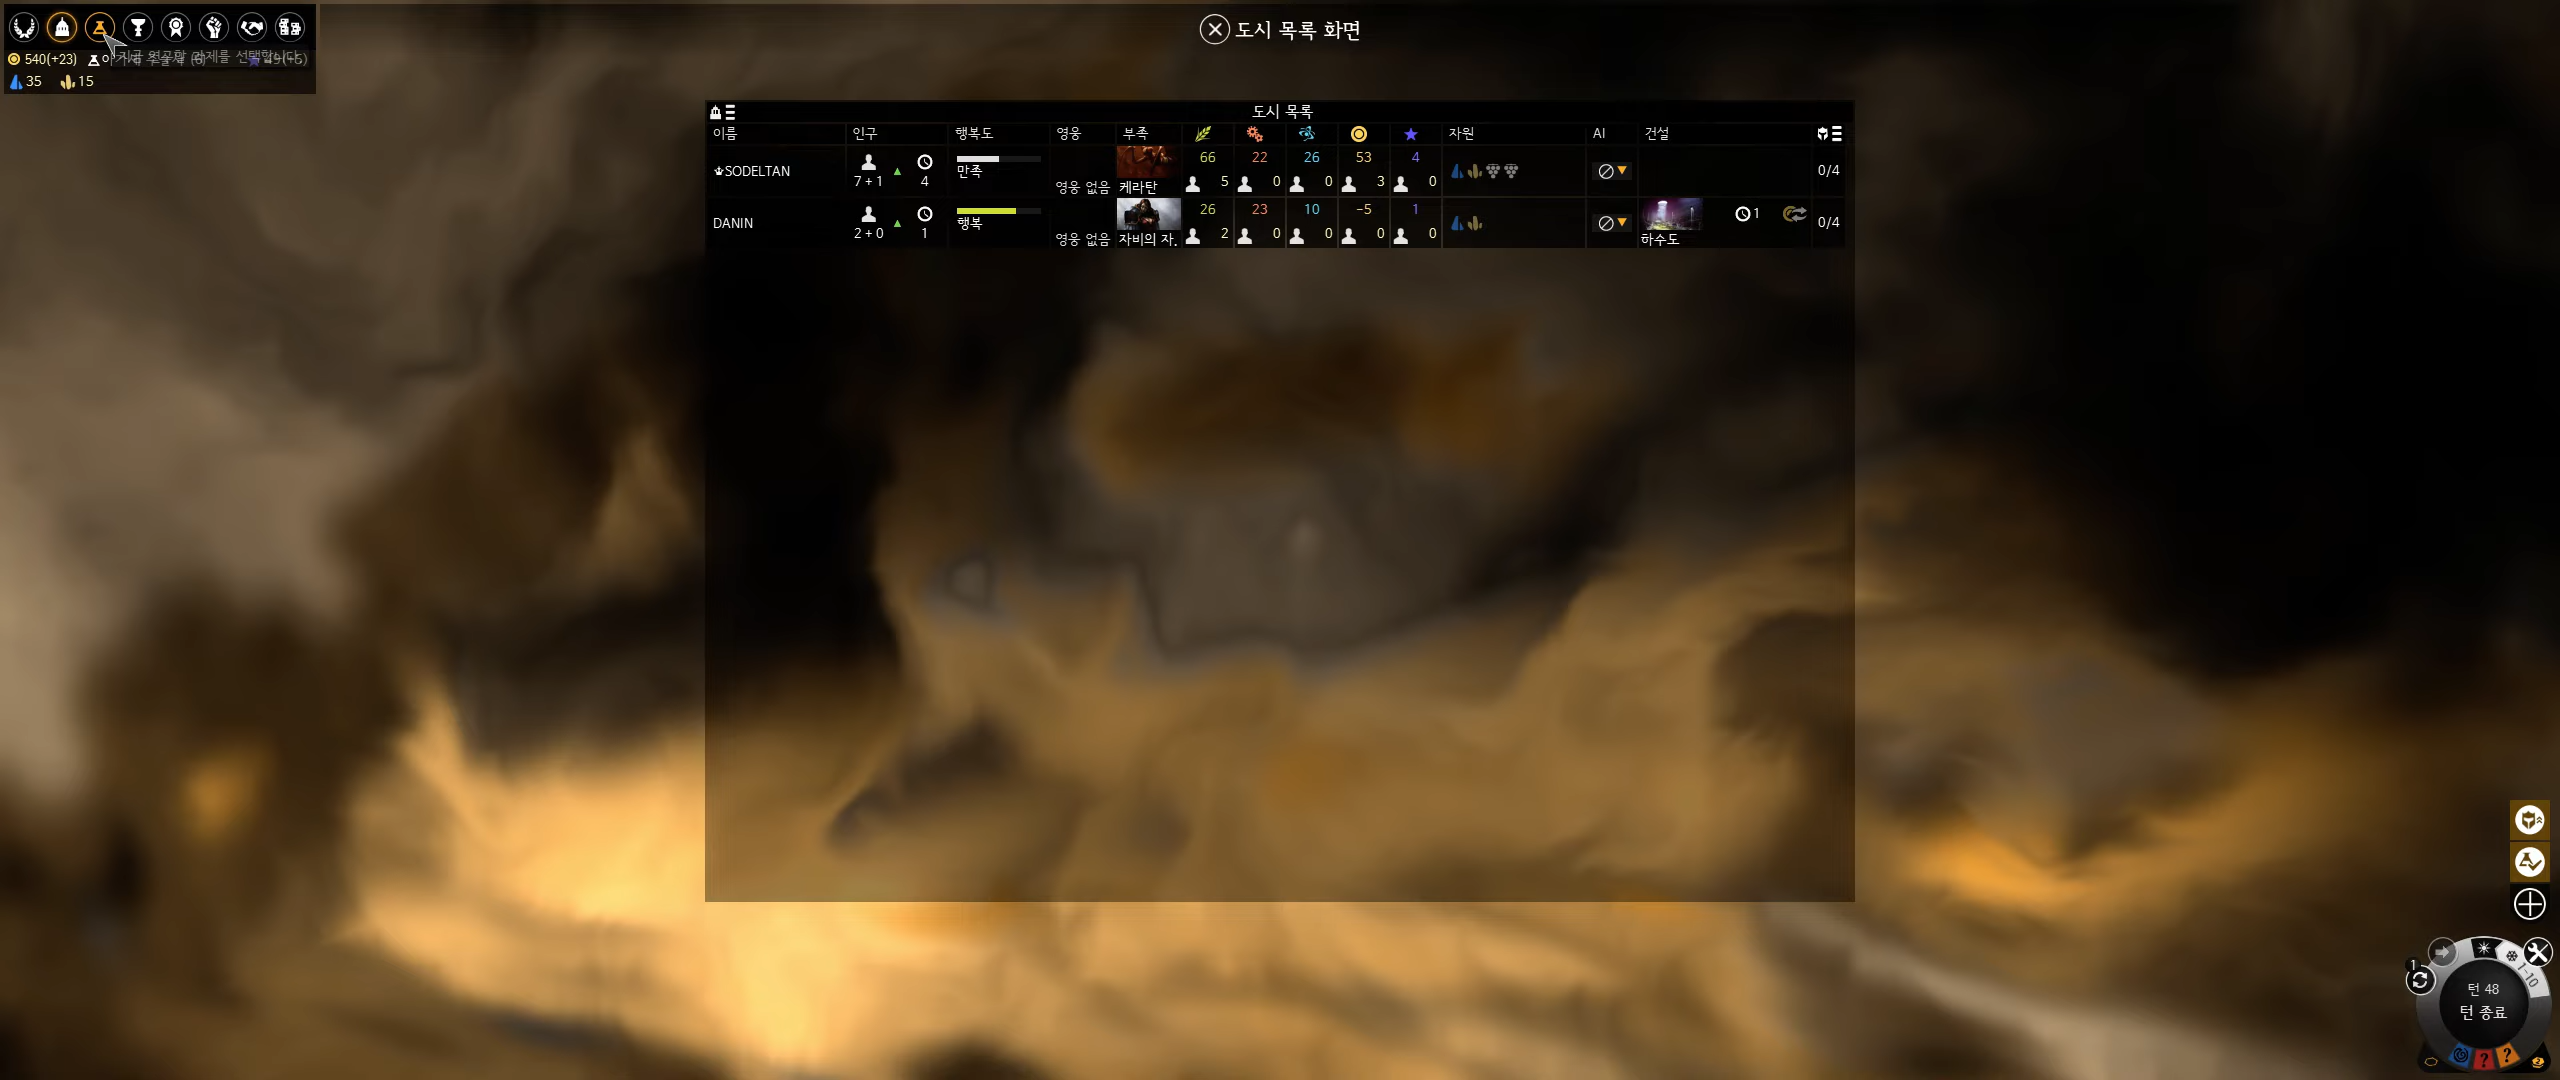 도시 목록 화면
540(+23)
35 15
도시 목록
이름 인구 행복도 영웅 부족 자원 AI 건설
SODELTAN 7 + 1 4 만족 영웅 없음 케라탄 66 5 22 0 26 0 53 3 4 0 0/4
DANIN 2 + 0 1 행복 영웅 없음 자비의 자. 26 2 23 0 10 0 -5 0 1 0 하수도 1 0/4
1
1-10
턴 48
턴 종료